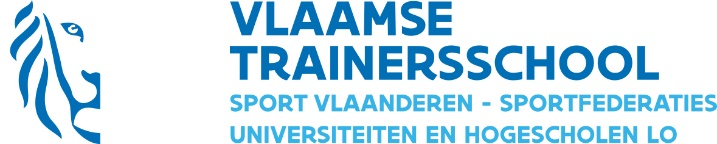 VLAAMSE
TRAINERSSCHOOL
SPORT VLAANDEREN - SPORTFEDERATIES
UNIVERSITEITEN EN HOGESCHOLEN LO